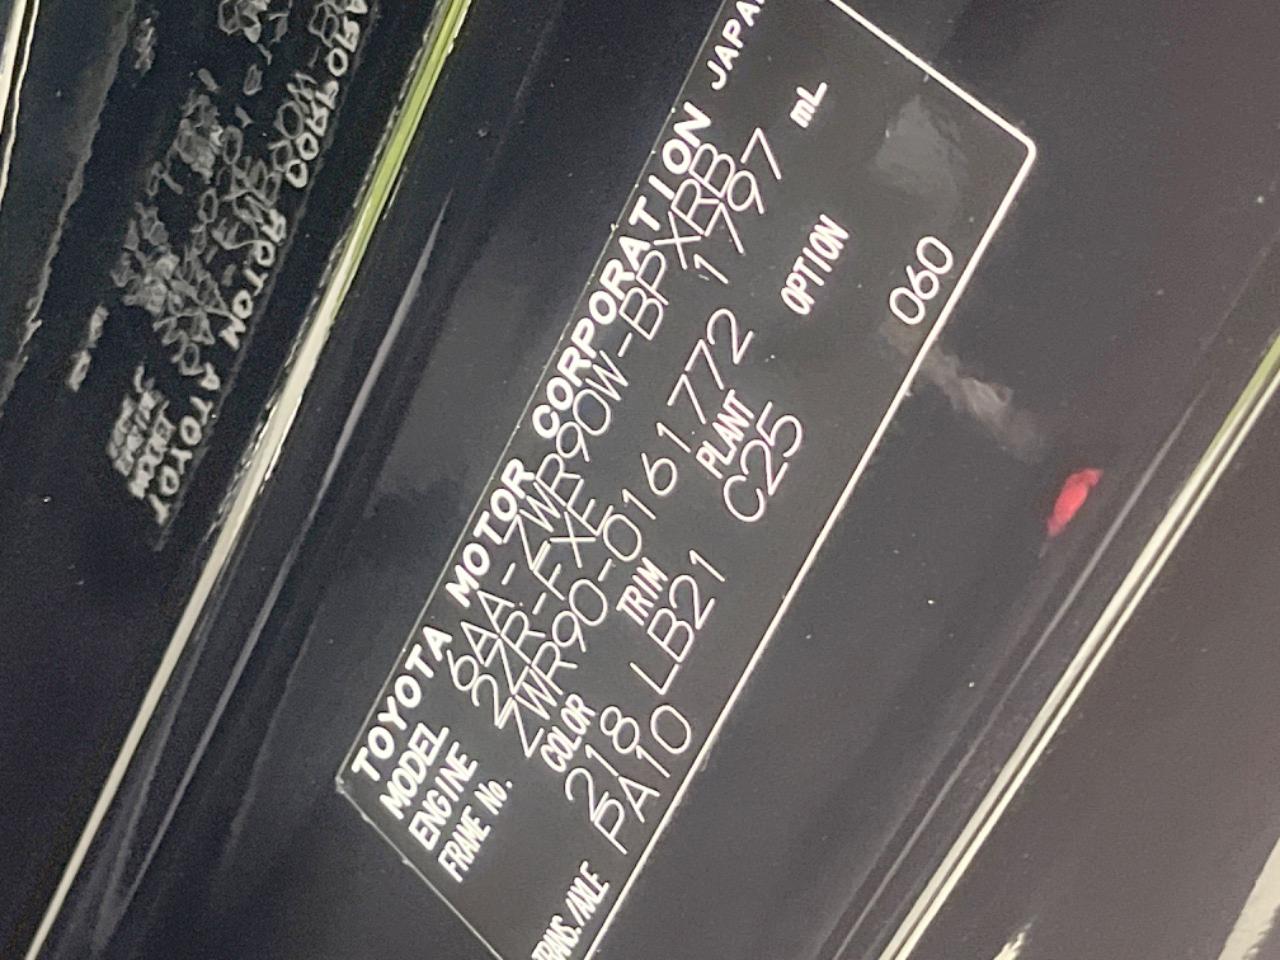 TOYOTA MOTOR CORPORATION JAPAN
MODEL 6AA-ZWR90W-BPXRB
ENGINE 2ZR-FXE 1797 mL
FRAME No. ZWR90-0161772
COLOR TRIM PLANT OPTION
218 LB21 C25 060
TRANS./AXLE PA10